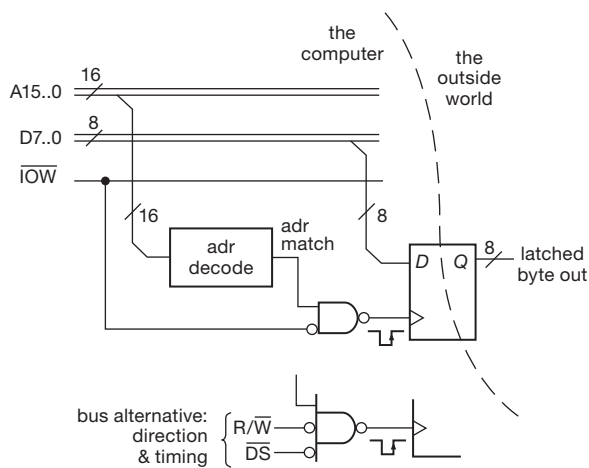 the
computer
the
outside
world
16
A15..0
8
D7..0
IOW
16
8
adr
match
adr
decode
D Q
8
latched
byte out
bus alternative:
direction
& timing
R/W
DS